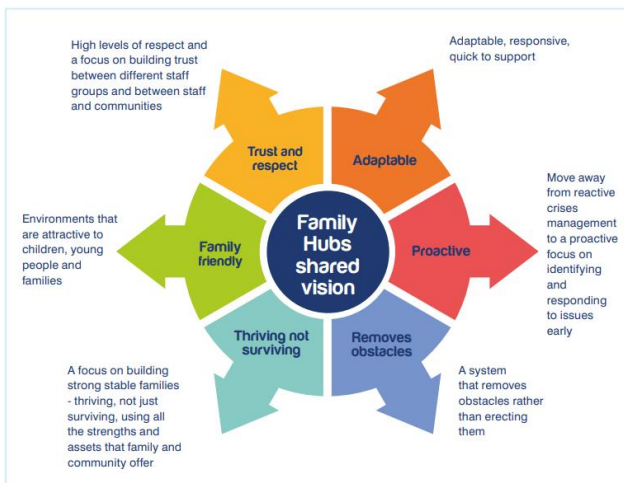 High levels of respect and
a focus on building trust
between different staff
groups and between staff
and communities
Adaptable, responsive,
quick to support
Trust and
respect
Adaptable
Environments that
are attractive to
children, young
people and
families
Family
friendly
Family
Hubs
shared
vision
Proactive
Move away
from reactive
crises
management
to a proactive
focus on
identifying
and
responding
to issues
early
Thriving not
surviving
Removes
obstacles
A focus on building
strong stable families
- thriving, not just
surviving, using all
the strengths and
assets that family and
community offer
A system
that removes
obstacles rather
than erecting
them